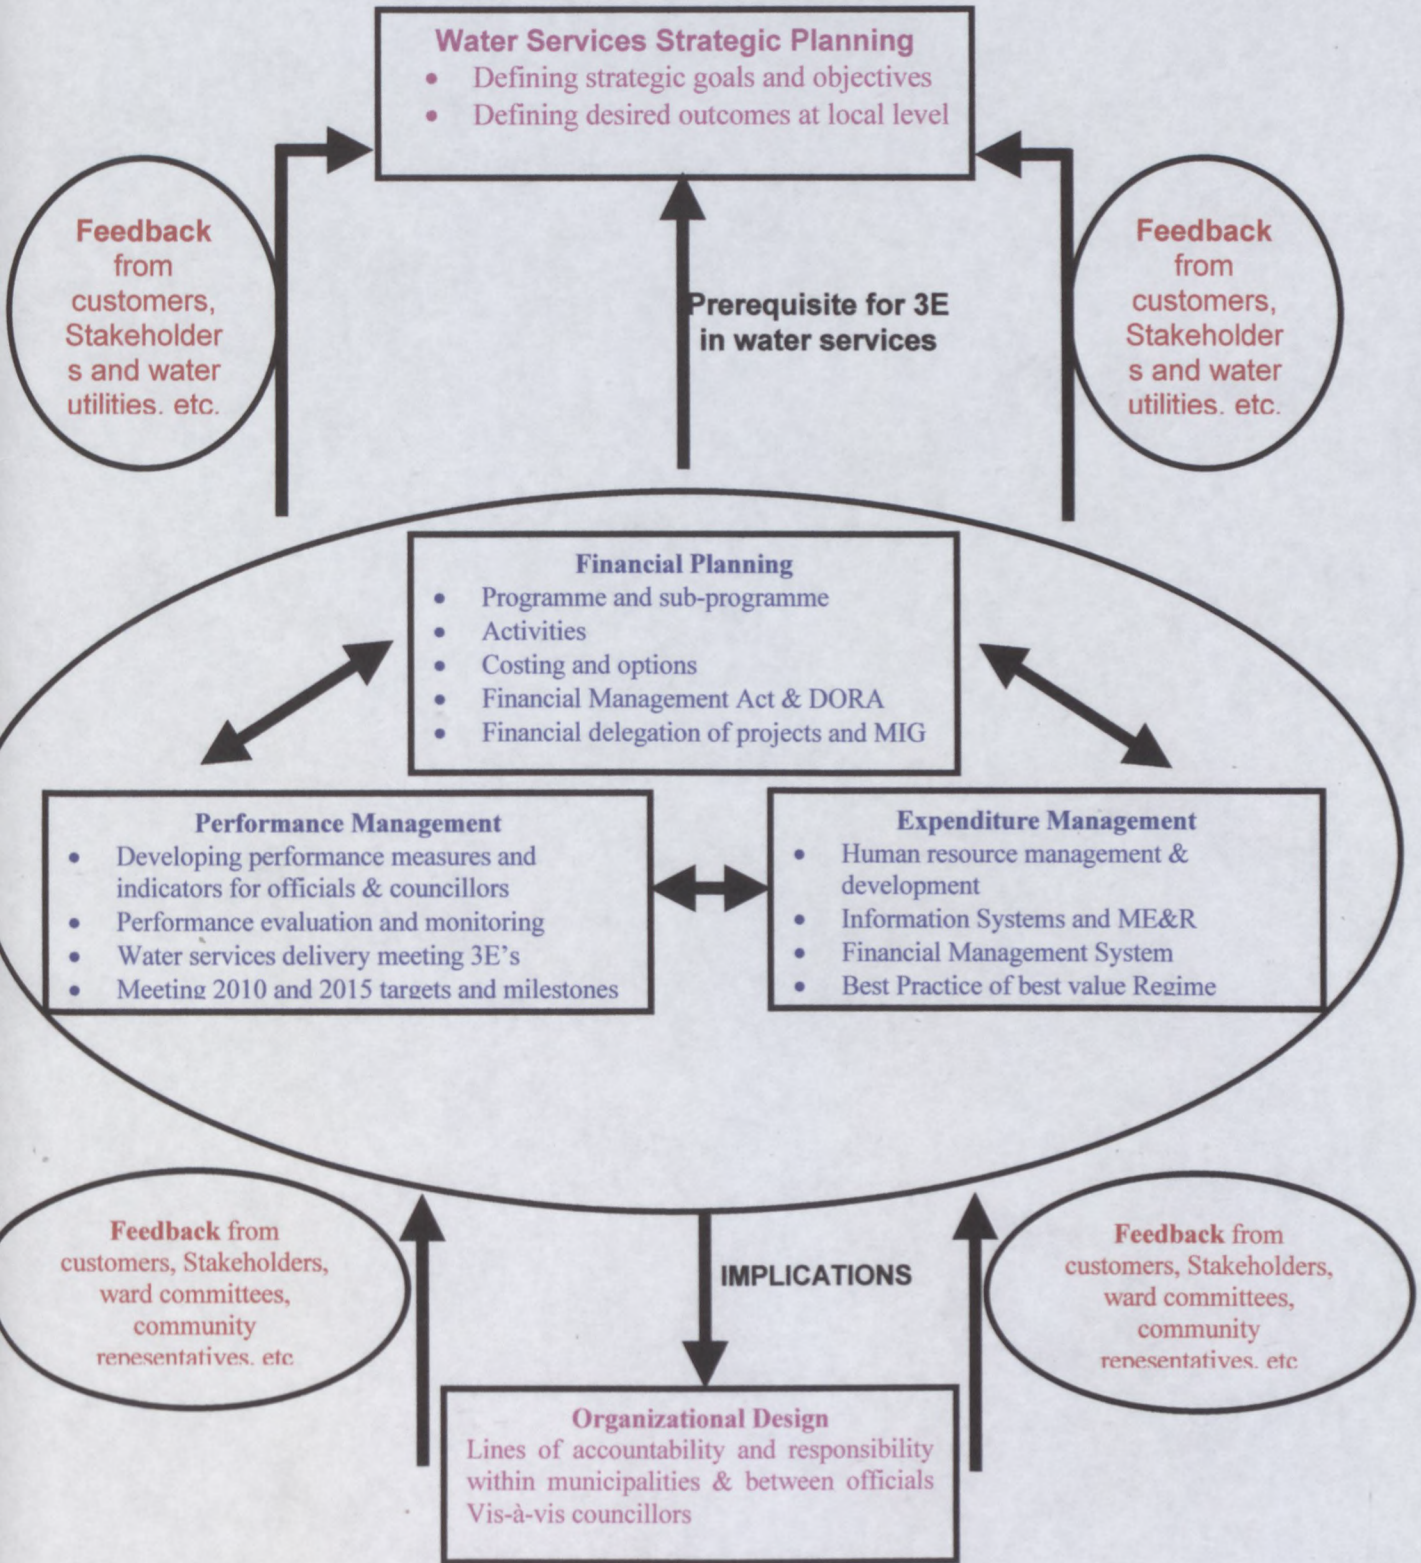 Water Services Strategic Planning
• Defining strategic goals and objectives
• Defining desired outcomes at local level
Feedback
from
customers,
Stakeholder
s and water
utilities. etc.
Prerequisite for 3E
in water services
Feedback
from
customers,
Stakeholder
s and water
utilities. etc.
Financial Planning
• Programme and sub-programme
• Activities
• Costing and options
• Financial Management Act & DORA
• Financial delegation of projects and MIG
Performance Management
• Developing performance measures and
indicators for officials & councillors
• Performance evaluation and monitoring
• Water services delivery meeting 3E's
• Meeting 2010 and 2015 targets and milestones
Expenditure Management
• Human resource management &
development
• Information Systems and ME&R
• Financial Management System
• Best Practice of best value Regime
Feedback from
customers, Stakeholders,
ward committees,
community
repesentatives. etc
IMPLICATIONS
Feedback from
customers, Stakeholders,
ward committees,
community
repesentatives. etc
Organizational Design
Lines of accountability and responsibility
within municipalities & between officials
Vis-à-vis councillors